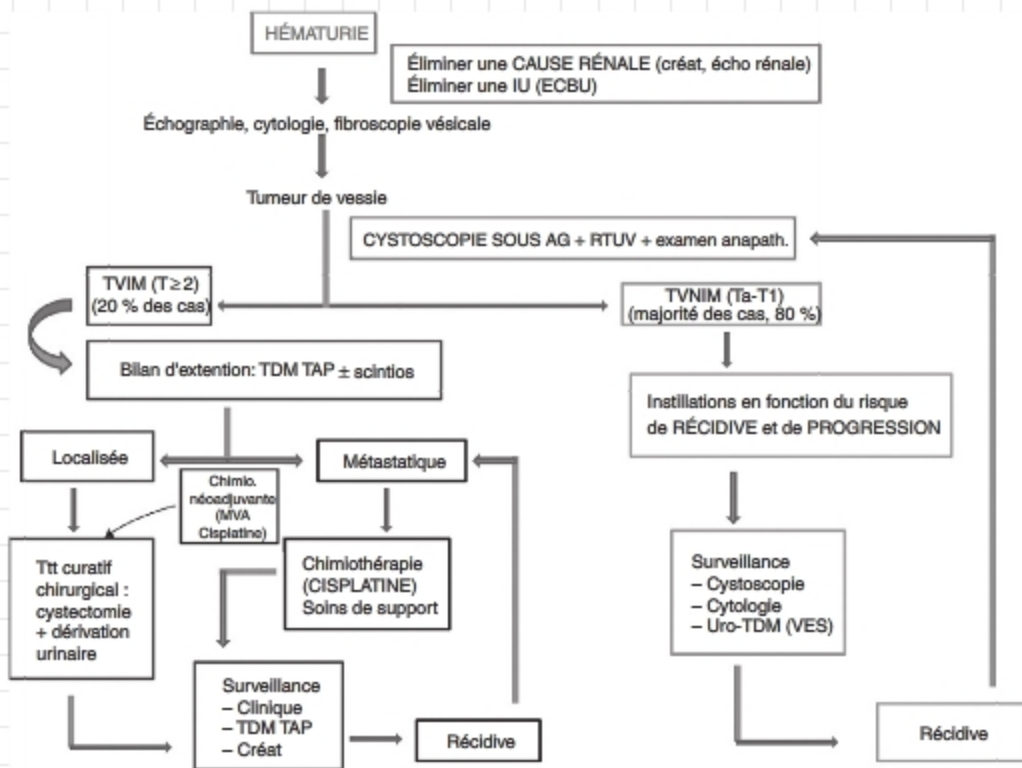 HÉMATURIE
Éliminer une CAUSE RÉNALE (créat, écho rénale)
Éliminer une IU (ECBU)
Échographie, cytologie, fibroscopie vésicale
Tumeur de vessie
CYSTOSCOPIE SOUS AG + RTUV + examen anapath.
TVIM (T≥2)
(20 % des cas)
TVNIM (Ta-T1)
(majorité des cas, 80 %)
Bilan d'extention: TDM TAP ± scintios
Instillations en fonction du risque
de RÉCIDIVE et de PROGRESSION
Localisée
Métastatique
Chimio.
néoadjuvante
(MVA
Cisplatine)
Ttt curatif
chirurgical :
cystectomie
+ dérivation
urinaire
Chimiothérapie
(CISPLATINE)
Soins de support
Surveillance
– Cystoscopie
– Cytologie
– Uro-TDM (VES)
Surveillance
– Clinique
– TDM TAP
– Créat
Récidive
Récidive